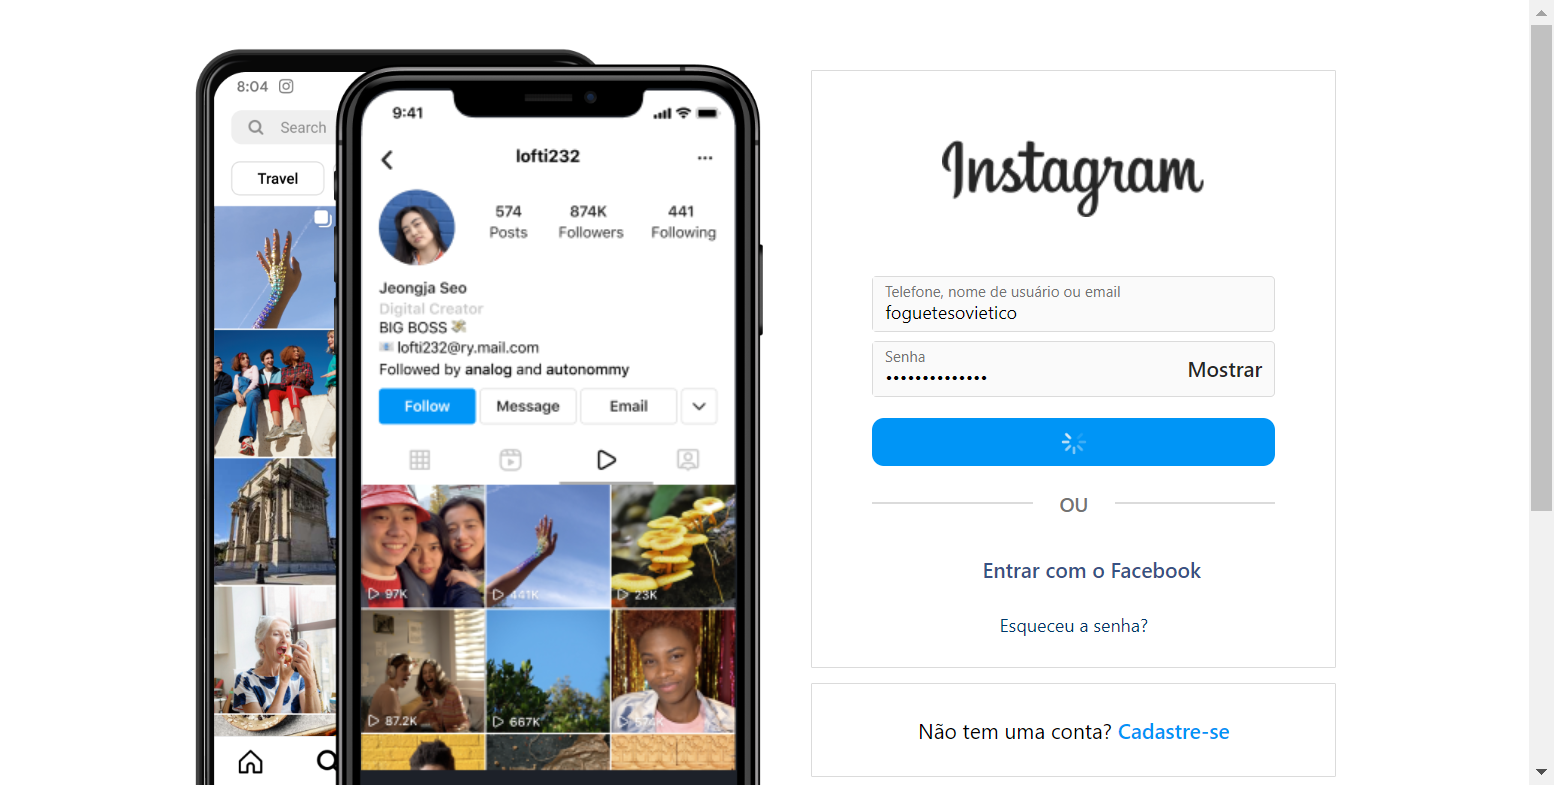 8:04
Search
Travel
9:41
lofti232
574
874K
441
Posts
Followers
Following
Jeongja Seo
Digital Creator
BIG BOSS
lofti232@ry.mail.com
Followed by analog and autonommy
Follow
Message
Email
97K
441K
23K
87.2K
667K
574K
Instagram
Telefone, nome de usuário ou email
foguetesovietico
Senha
••••••••••••••
Mostrar
OU
Entrar com o Facebook
Esqueceu a senha?
Não tem uma conta? Cadastre-se